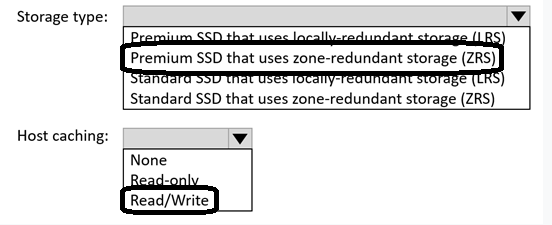 Storage type:
Premium SSD that uses locally-redundant storage (LRS)
Premium SSD that uses zone-redundant storage (ZRS)
Standard SSD that uses locally-redundant storage (LRS)
Standard SSD that uses zone-redundant storage (ZRS)
Host caching:
None
Read-only
Read/Write